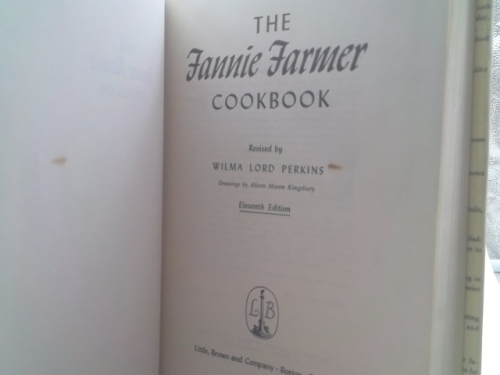 THE
Fannie Farmer
COOKBOOK
Revised by
WILMA LORD PERKINS
Drawings by Alison Mason Kingsbury
Eleventh Edition
L B
Little, Brown and Company · Boston